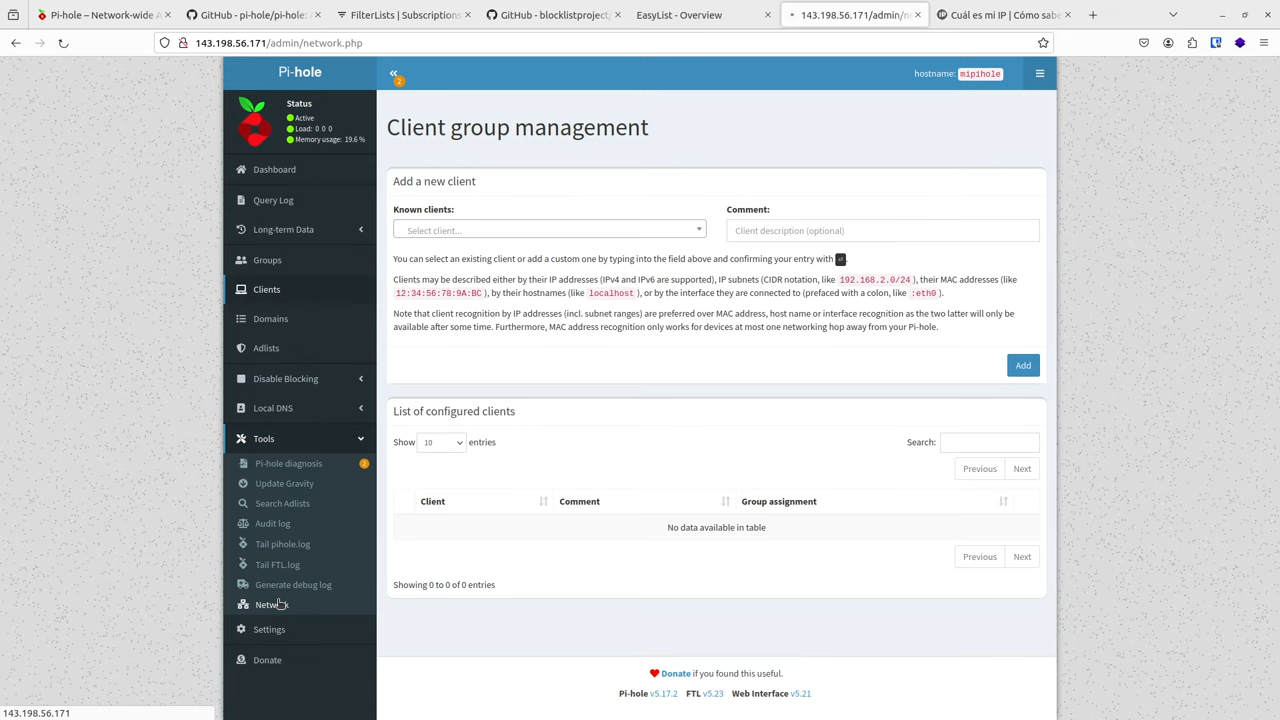 Pi-hole – Network-wide A
GitHub - pi-hole/pi-hole: A
FilterLists | Subscriptions
GitHub - blocklistproject/
EasyList - Overview
143.198.56.171/admin/ne
Cuál es mi IP | Cómo sabe
143.198.56.171/admin/network.php
Pi-hole
2
hostname: mipihole
Status
Active
Load: 0 0 0
Memory usage: 19.6 %
Dashboard
Query Log
Long-term Data
Groups
Clients
Domains
Adlists
Disable Blocking
Local DNS
Tools
Pi-hole diagnosis 2
Update Gravity
Search Adlists
Audit log
Tail pihole.log
Tail FTL.log
Generate debug log
Network
Settings
Donate
Client group management
Add a new client
Known clients:
Select client...
Comment:
Client description (optional)
You can select an existing client or add a custom one by typing into the field above and confirming your entry with ⏎.
Clients may be described either by their IP addresses (IPv4 and IPv6 are supported), IP subnets (CIDR notation, like 192.168.2.0/24), their MAC addresses (like
12:34:56:78:9A:BC), by their hostnames (like localhost), or by the interface they are connected to (prefaced with a colon, like :eth0).
Note that client recognition by IP addresses (incl. subnet ranges) are preferred over MAC address, host name or interface recognition as the two latter will only be
available after some time. Furthermore, MAC address recognition only works for devices at most one networking hop away from your Pi-hole.
Add
List of configured clients
Show 10 entries
Search:
Previous Next
Client Comment Group assignment
No data available in table
Previous Next
Showing 0 to 0 of 0 entries
Donate if you found this useful.
Pi-hole v5.17.2 FTL v5.23 Web Interface v5.21
143.198.56.171